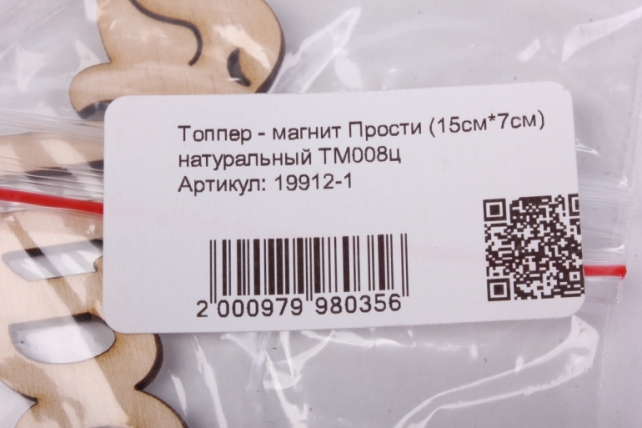 Топпер - магнит Прости (15см*7см)
натуральный ТМ008ц
Артикул: 19912-1
2 000979 980356